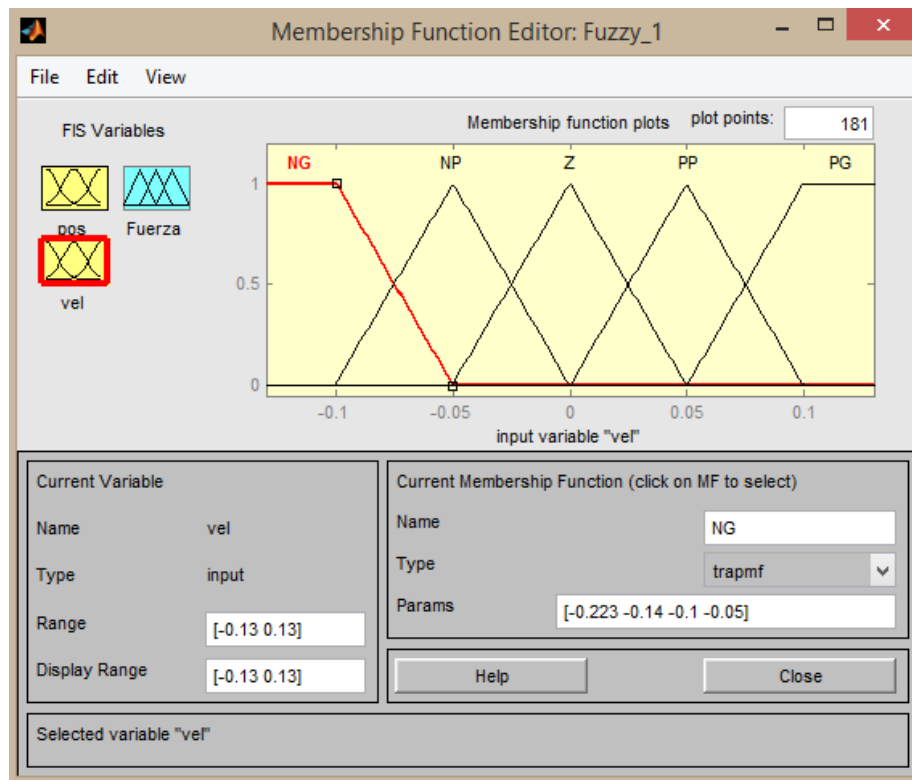 Membership Function Editor: Fuzzy_1
File Edit View
FIS Variables
Membership function plots plot points: 181
pos Fuerza
vel
NG NP Z PP PG
1
0.5
0
-0.1 -0.05 0 0.05 0.1
input variable "vel"
Current Variable
Name vel
Type input
Range [-0.13 0.13]
Display Range [-0.13 0.13]
Current Membership Function (click on MF to select)
Name NG
Type trapmf
Params [-0.223 -0.14 -0.1 -0.05]
Help Close
Selected variable "vel"